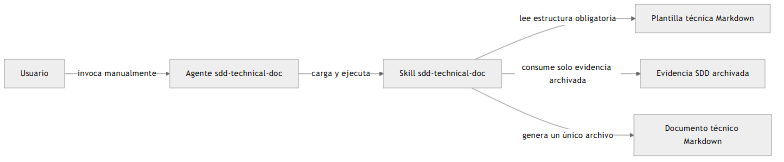 lee estructura obligatoria
Plantilla técnica Markdown
Usuario
invoca manualmente
Agente sdd-technical-doc
carga y ejecuta
Skill sdd-technical-doc
consume solo evidencia
archivada
Evidencia SDD archivada
genera un único archivo
Documento técnico
Markdown